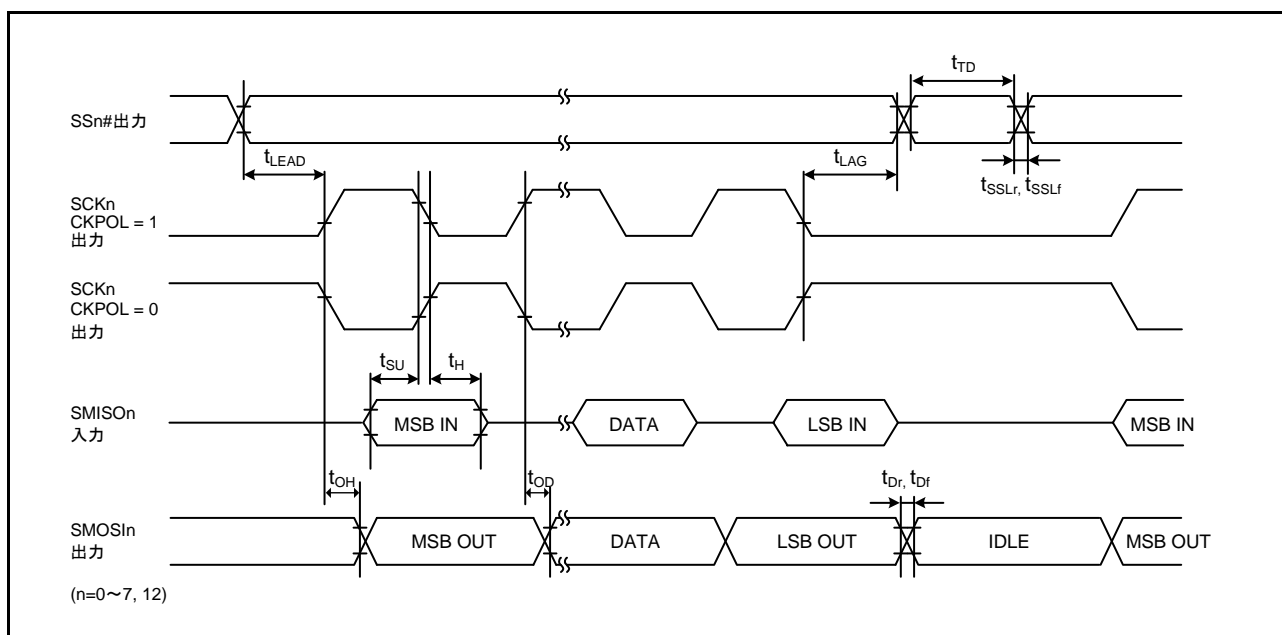 tTD
SSn#出力
tLEAD
tLAG
tSSLr, tSSLf
SCKn
CKPOL = 1
出力
SCKn
CKPOL = 0
出力
tSU
tH
SMISOn
入力
MSB IN
DATA
LSB IN
MSB IN
tOH
tOD
tDr, tDf
SMOSIn
出力
MSB OUT
DATA
LSB OUT
IDLE
MSB OUT
(n=0~7, 12)